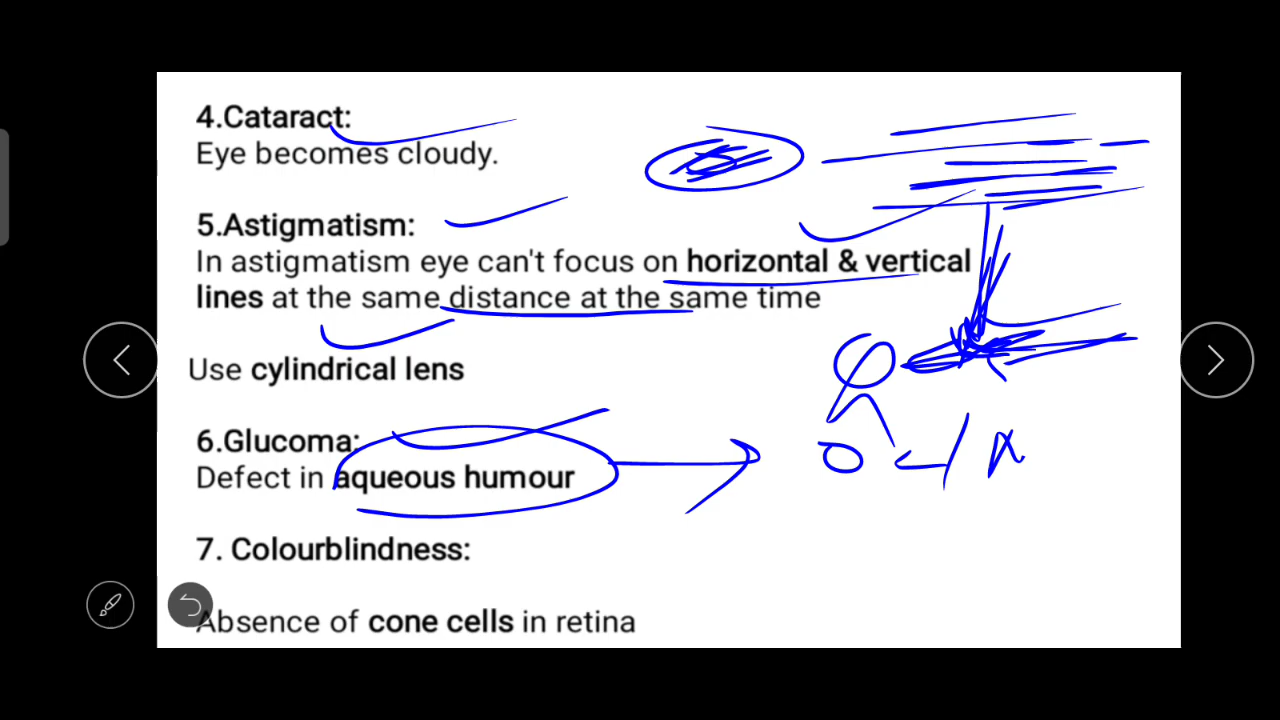 4.Cataract:
Eye becomes cloudy.
5.Astigmatism:
In astigmatism eye can't focus on horizontal & vertical
lines at the same distance at the same time
Use cylindrical lens
6.Glucoma:
Defect in aqueous humour
7. Colourblindness:
Absence of cone cells in retina